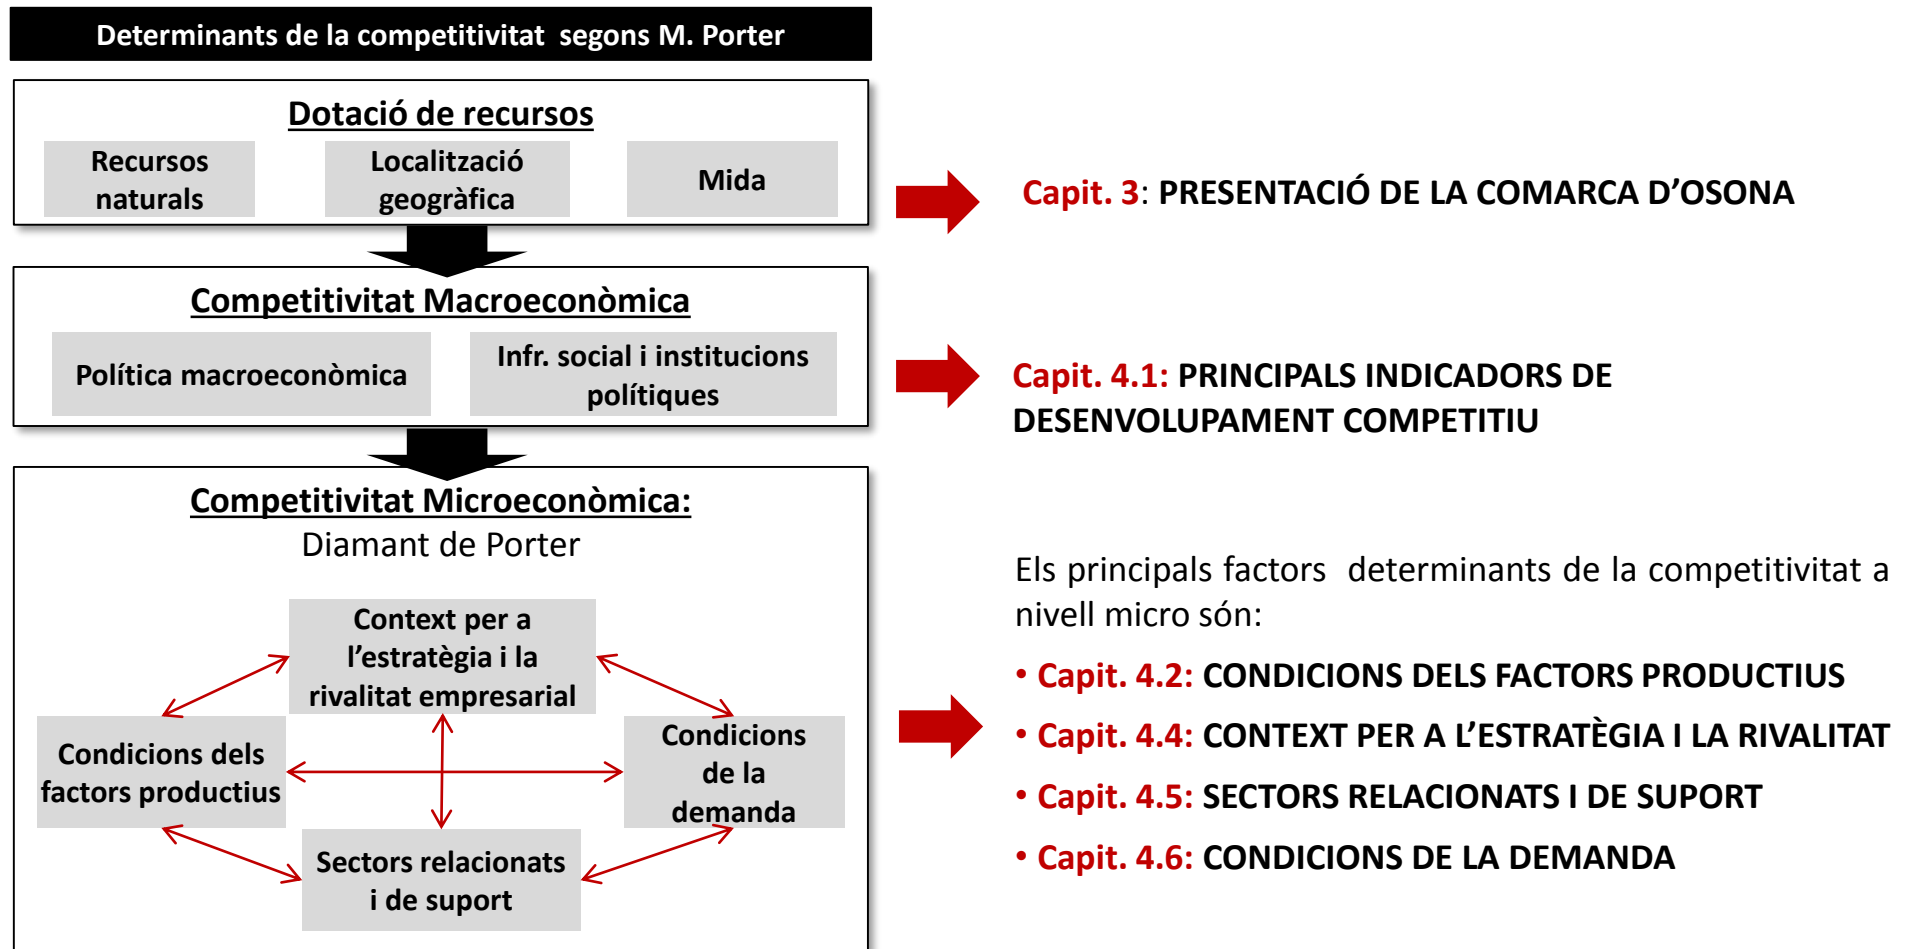 Determinants de la competitivitat segons M. Porter
Dotació de recursos
Recursos
naturals
Localització
geogràfica
Mida
Capit. 3: PRESENTACIÓ DE LA COMARCA D’OSONA
Competitivitat Macroeconòmica
Política macroeconòmica
Infr. social i institucions
polítiques
Capit. 4.1: PRINCIPALS INDICADORS DE
DESENVOLUPAMENT COMPETITIU
Competitivitat Microeconòmica:
Diamant de Porter
Context per a
l’estratègia i la
rivalitat empresarial
Condicions dels
factors productius
Condicions
de la
demanda
Sectors relacionats
i de suport
Els principals factors determinants de la competitivitat a
nivell micro són:
• Capit. 4.2: CONDICIONS DELS FACTORS PRODUCTIUS
• Capit. 4.4: CONTEXT PER A L’ESTRATÈGIA I LA RIVALITAT
• Capit. 4.5: SECTORS RELACIONATS I DE SUPORT
• Capit. 4.6: CONDICIONS DE LA DEMANDA